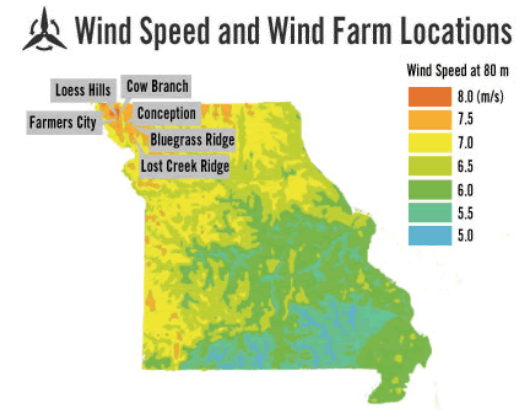 Wind Speed and Wind Farm Locations
Wind Speed at 80 m
8.0 (m/s)
7.5
7.0
6.5
6.0
5.5
5.0
Loess Hills
Cow Branch
Farmers City
Conception
Bluegrass Ridge
Lost Creek Ridge